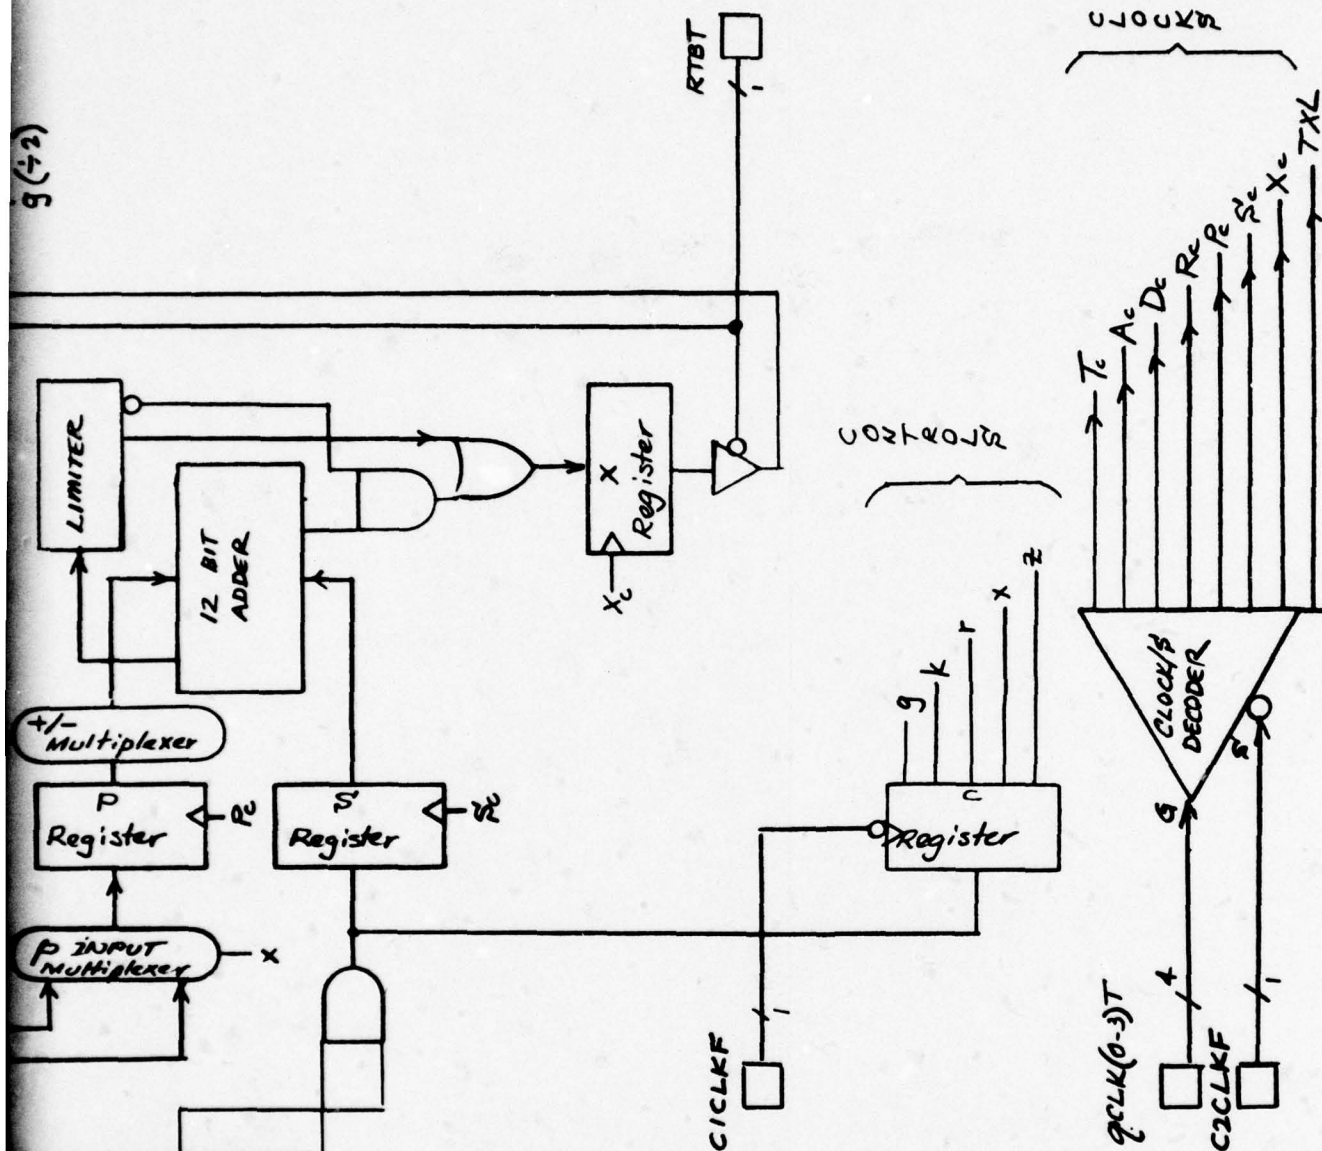 g(÷2)
RTBT
1
CLOCKS
LIMITER
12 BIT
ADDER
X
Register
Xc
CONTROLS
Tc
Ac
Dc
Rc
Pc
Sc
Xc
TXL
+/-
Multiplexer
P
Register
Pc
S
Register
Sc
g
k
r
x
z
C
Register
CLOCK/S
DECODER
G
S
P INPUT
Multiplexer
X
C1CLKF
1
qCLK(0-3)T
4
C2CLKF
1